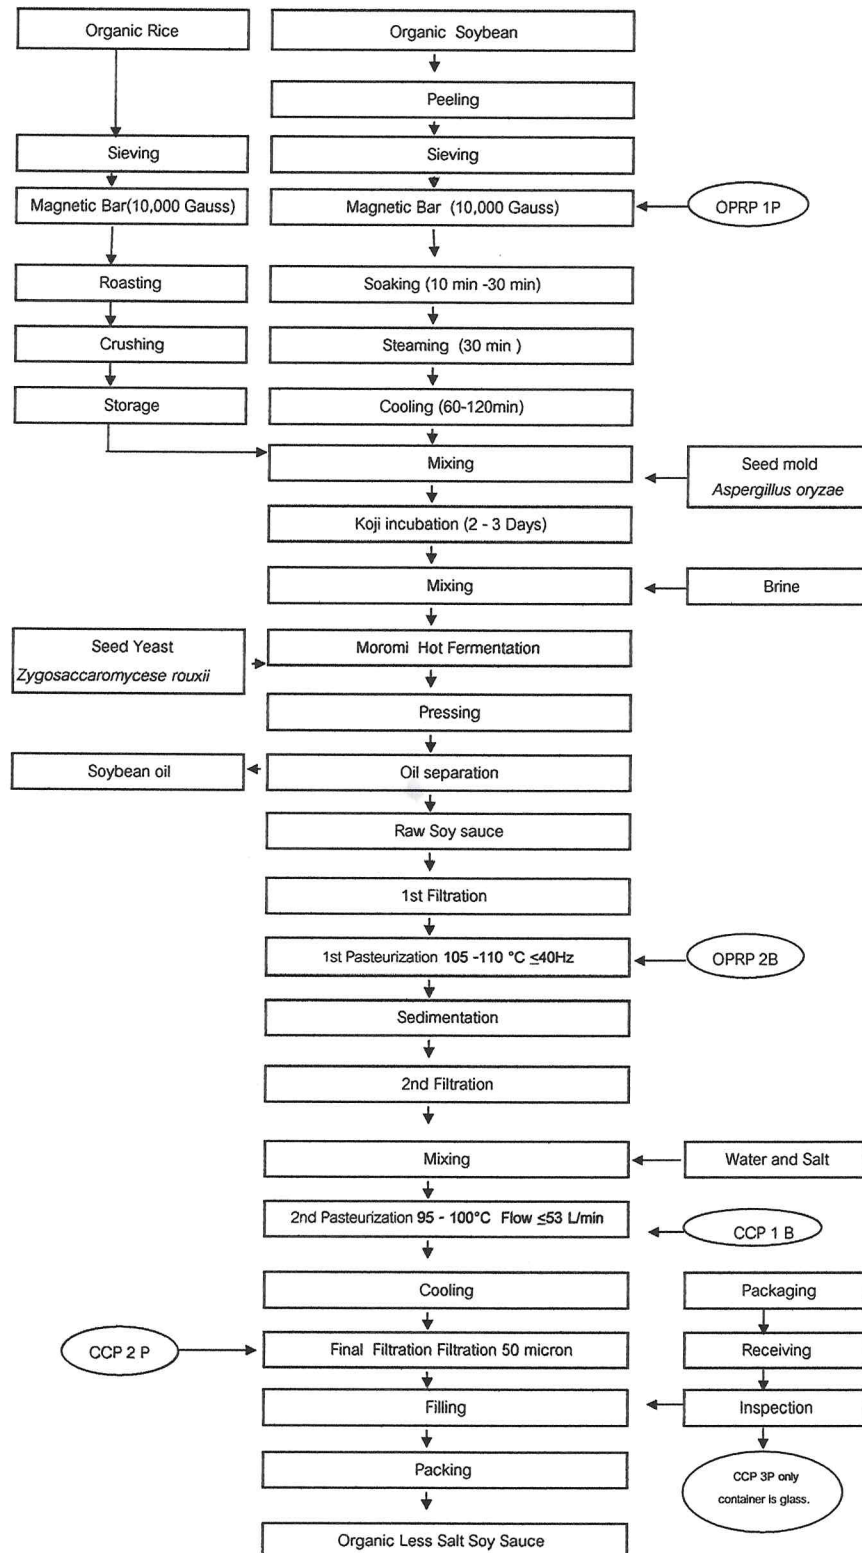 Organic Rice
Organic Soybean
Peeling
Sieving
Sieving
Magnetic Bar(10,000 Gauss)
Magnetic Bar (10,000 Gauss)
OPRP 1P
Roasting
Soaking (10 min -30 min)
Crushing
Steaming (30 min )
Storage
Cooling (60-120min)
Mixing
Seed mold
Aspergillus oryzae
Koji incubation (2 - 3 Days)
Mixing
Brine
Seed Yeast
Zygosaccaromycese rouxii
Moromi Hot Fermentation
Pressing
Soybean oil
Oil separation
Raw Soy sauce
1st Filtration
1st Pasteurization 105 -110 °C ≤40Hz
OPRP 2B
Sedimentation
2nd Filtration
Mixing
Water and Salt
2nd Pasteurization 95 - 100°C Flow ≤53 L/min
CCP 1 B
Cooling
Packaging
CCP 2 P
Final Filtration Filtration 50 micron
Receiving
Filling
Inspection
Packing
CCP 3P only
container is glass.
Organic Less Salt Soy Sauce